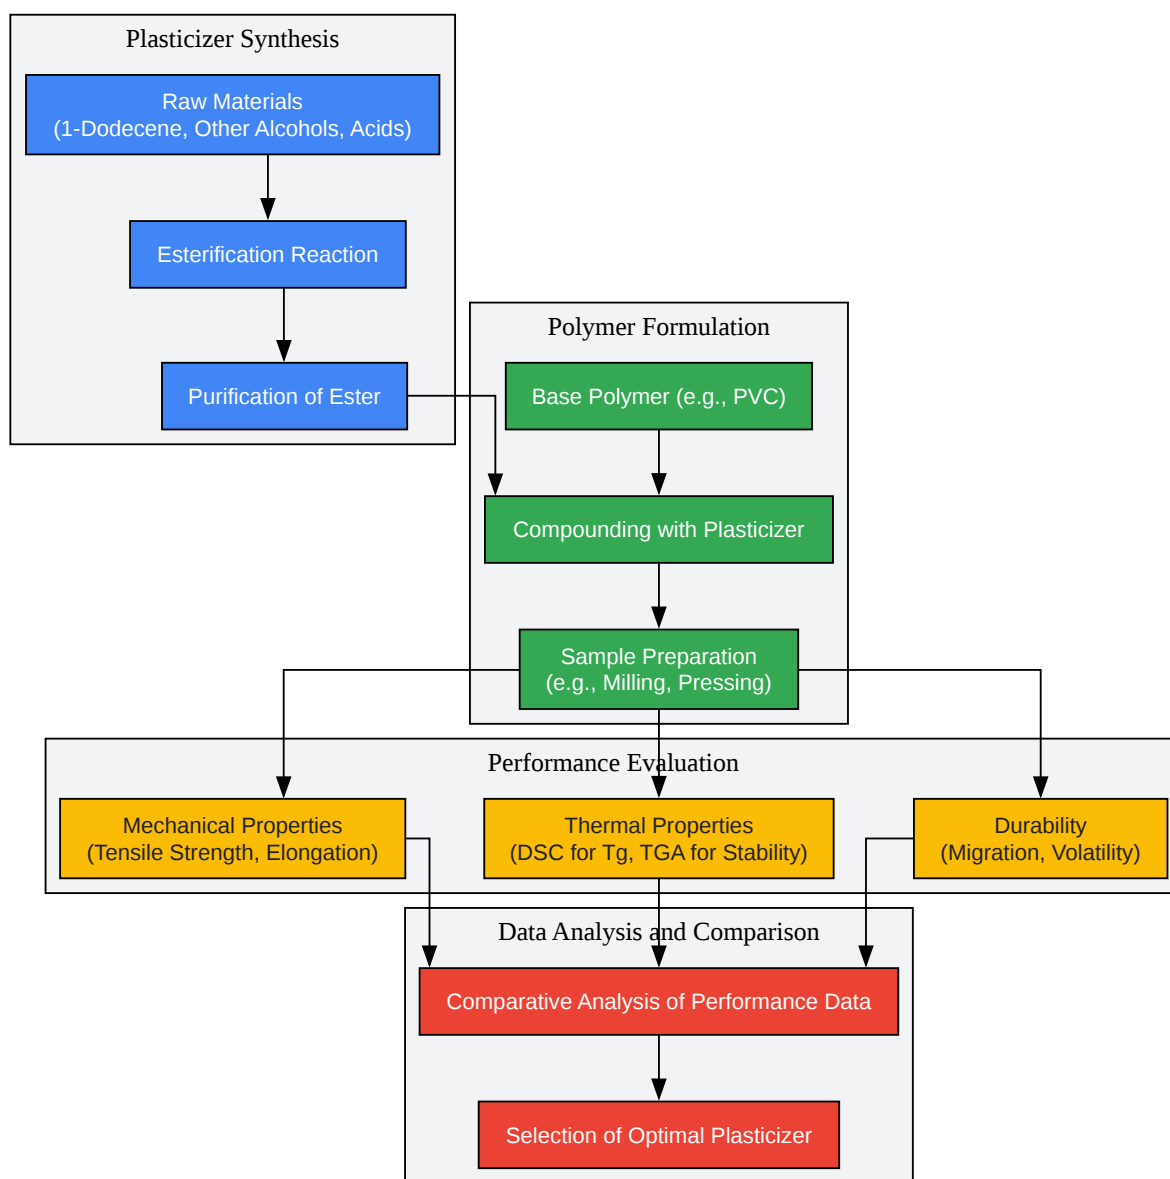 Plasticizer Synthesis
Raw Materials
(1-Dodecene, Other Alcohols, Acids)
Esterification Reaction
Purification of Ester
Polymer Formulation
Base Polymer (e.g., PVC)
Compounding with Plasticizer
Sample Preparation
(e.g., Milling, Pressing)
Performance Evaluation
Mechanical Properties
(Tensile Strength, Elongation)
Thermal Properties
(DSC for Tg, TGA for Stability)
Durability
(Migration, Volatility)
Data Analysis and Comparison
Comparative Analysis of Performance Data
Selection of Optimal Plasticizer